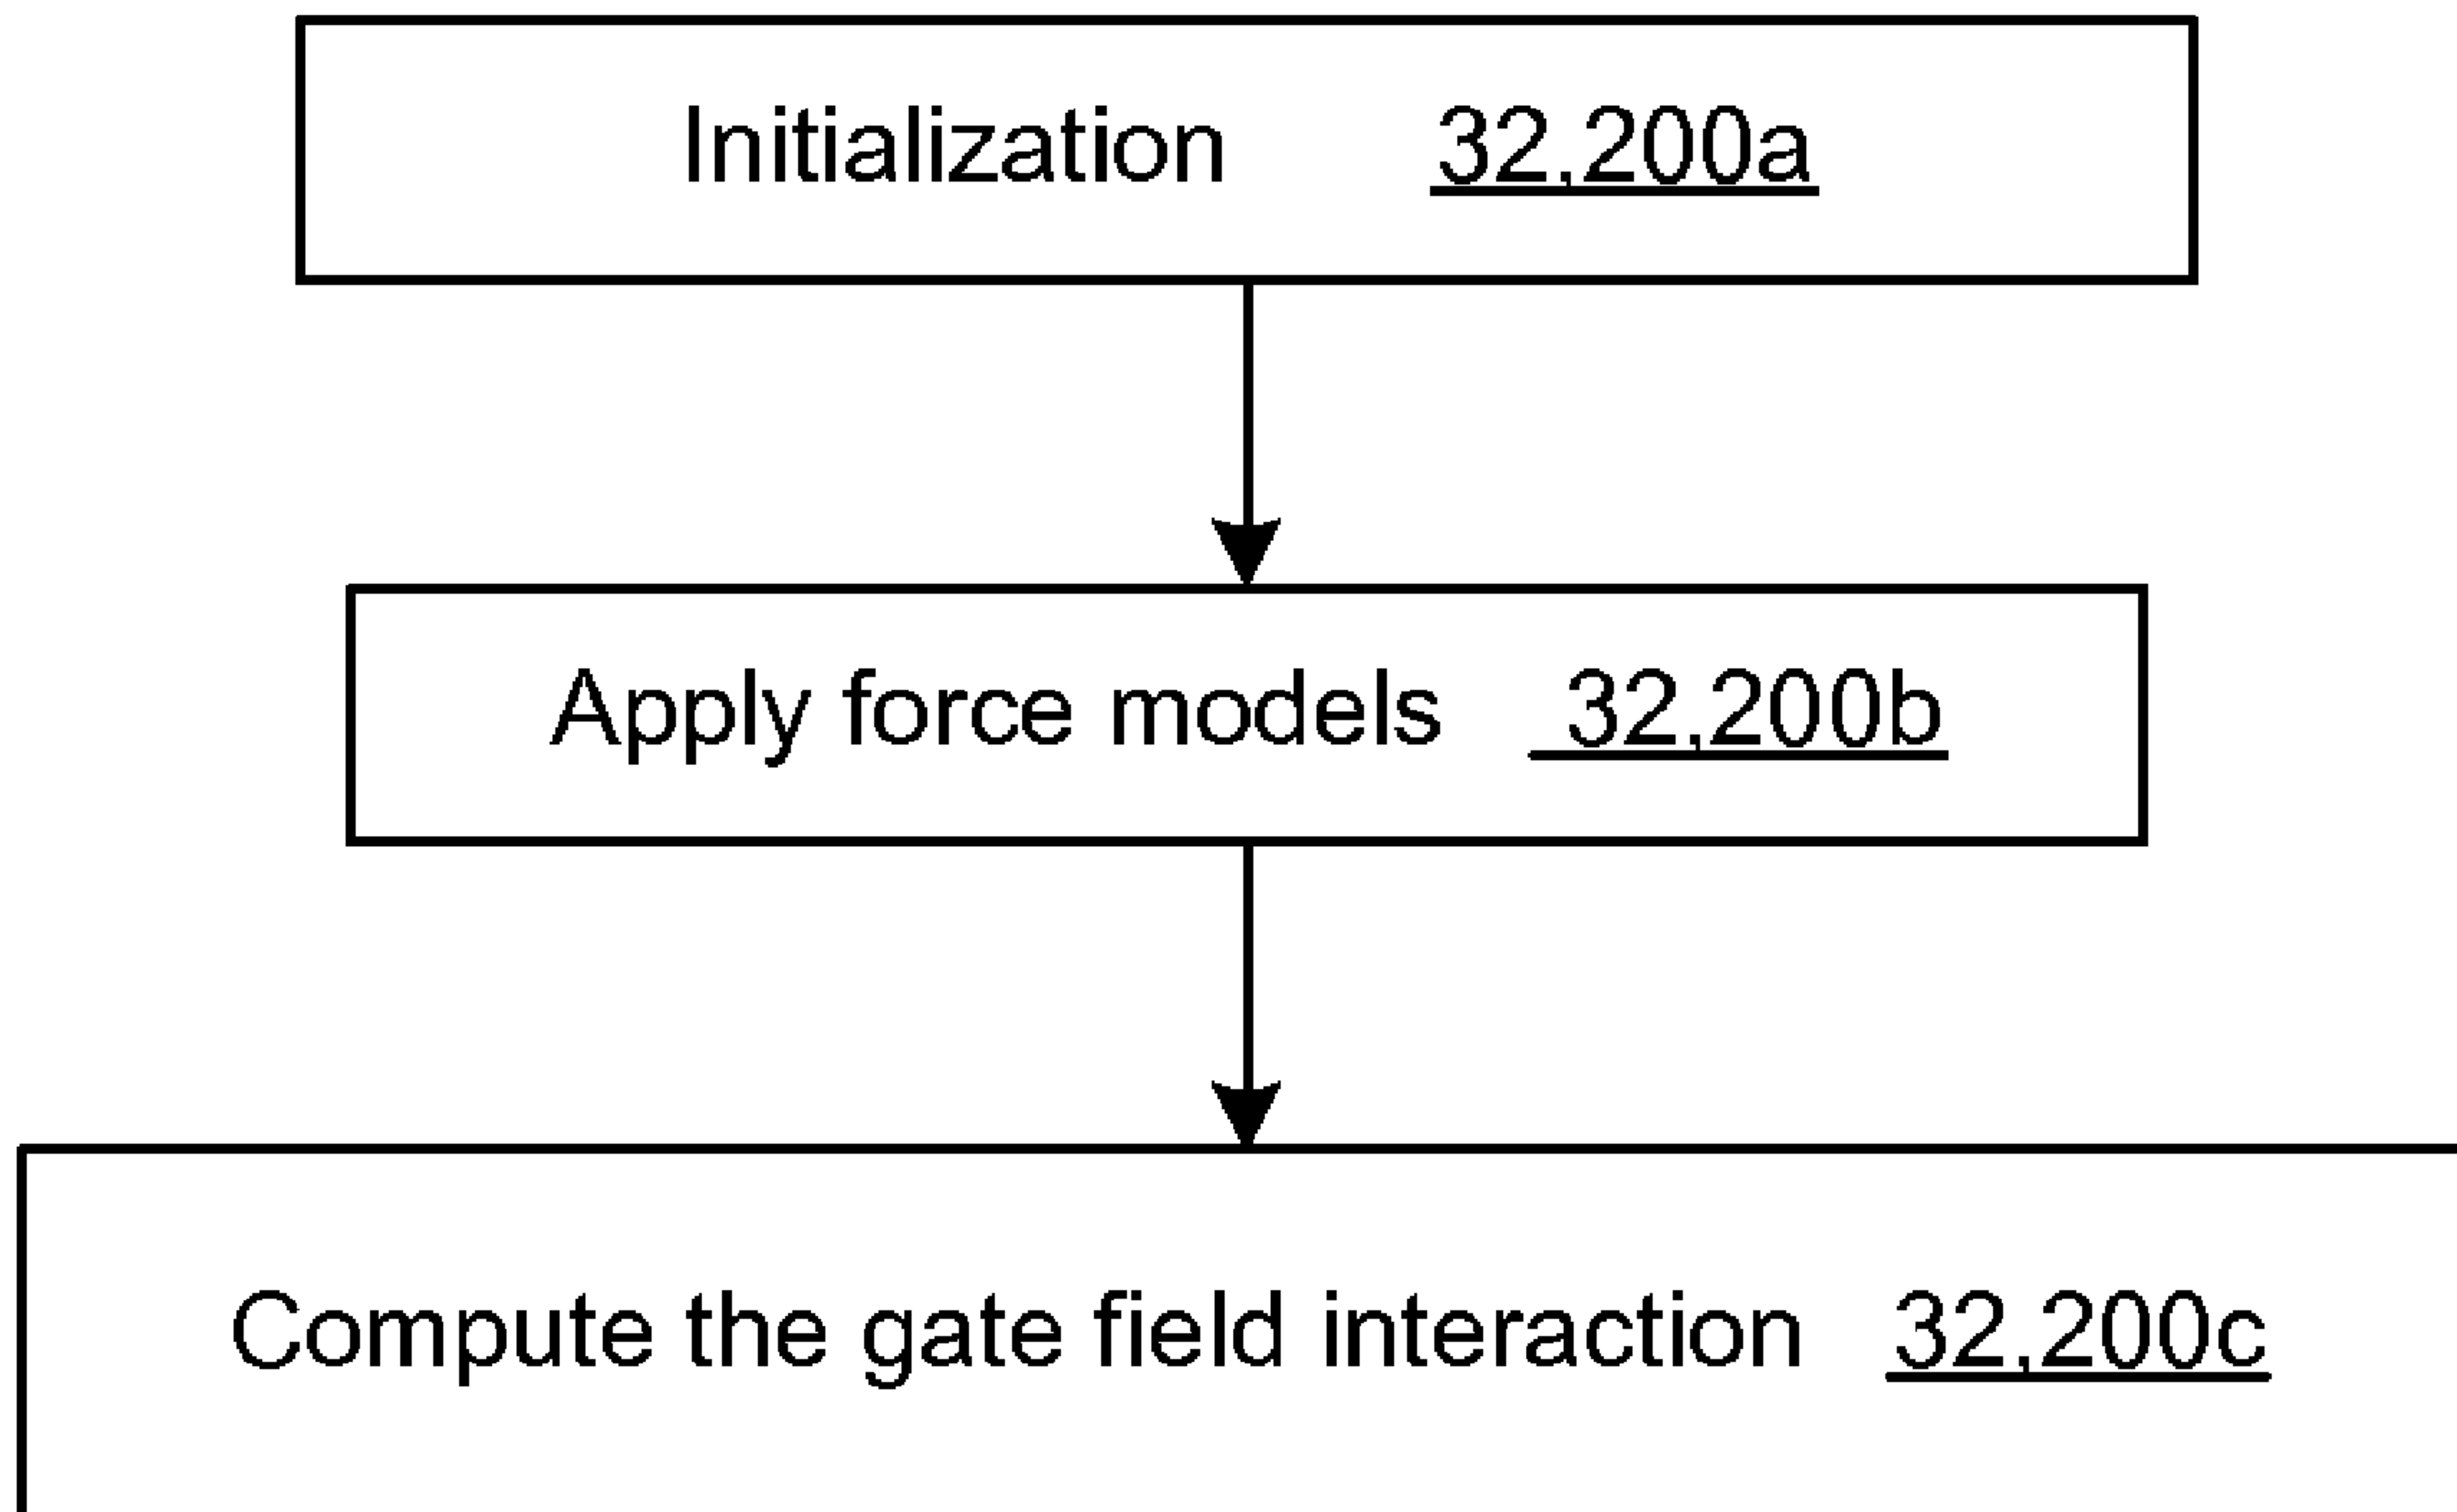 Initialization 32,200a
Apply force models 32,200b
Compute the gate field interaction 32,200c